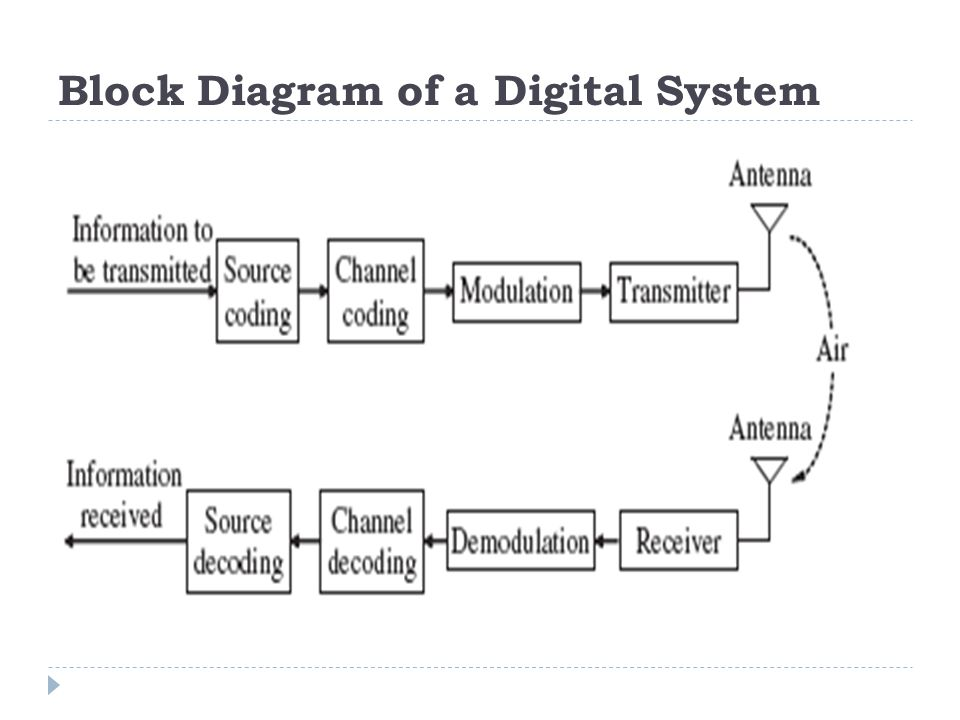 Block Diagram of a Digital System
Antenna
Information to
be transmitted
Source
coding
Channel
coding
Modulation
Transmitter
Air
Antenna
Information
received
Source
decoding
Channel
decoding
Demodulation
Receiver